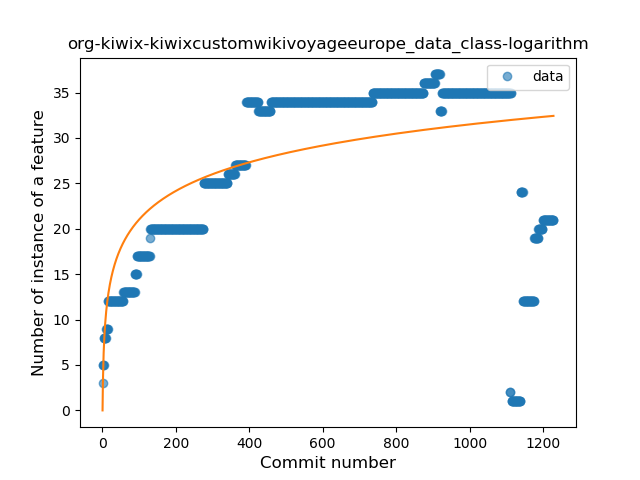 org-kiwix-kiwixcustomwikivoyageeurope_data_class-logarithm
data
Number of instance of a feature
35
30
25
20
15
10
5
0
0 200 400 600 800 1000 1200
Commit number